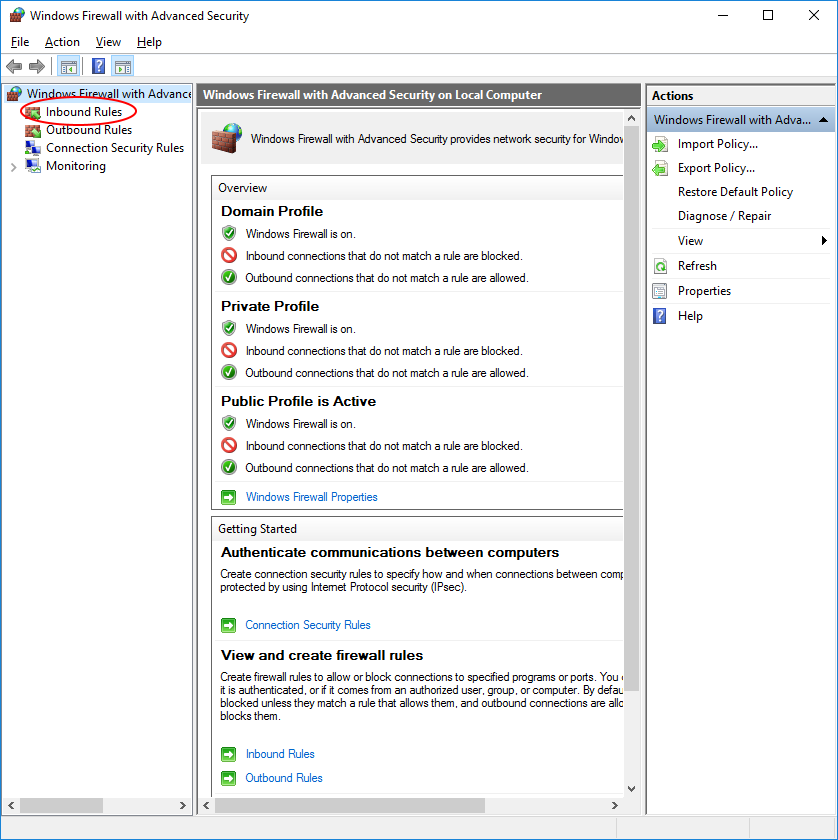 Windows Firewall with Advanced Security
File Action View Help
Windows Firewall with Advance
Inbound Rules
Outbound Rules
Connection Security Rules
Monitoring
Windows Firewall with Advanced Security on Local Computer
Windows Firewall with Advanced Security provides network security for Window
Overview
Domain Profile
Windows Firewall is on.
Inbound connections that do not match a rule are blocked.
Outbound connections that do not match a rule are allowed.
Private Profile
Windows Firewall is on.
Inbound connections that do not match a rule are blocked.
Outbound connections that do not match a rule are allowed.
Public Profile is Active
Windows Firewall is on.
Inbound connections that do not match a rule are blocked.
Outbound connections that do not match a rule are allowed.
Windows Firewall Properties
Getting Started
Authenticate communications between computers
Create connection security rules to specify how and when connections between comp
protected by using Internet Protocol security (IPsec).
Connection Security Rules
View and create firewall rules
Create firewall rules to allow or block connections to specified programs or ports. You c
it is authenticated, or if it comes from an authorized user, group, or computer. By defau
blocked unless they match a rule that allows them, and outbound connections are allo
blocks them.
Inbound Rules
Outbound Rules
Actions
Windows Firewall with Adva...
Import Policy...
Export Policy...
Restore Default Policy
Diagnose / Repair
View
Refresh
Properties
Help